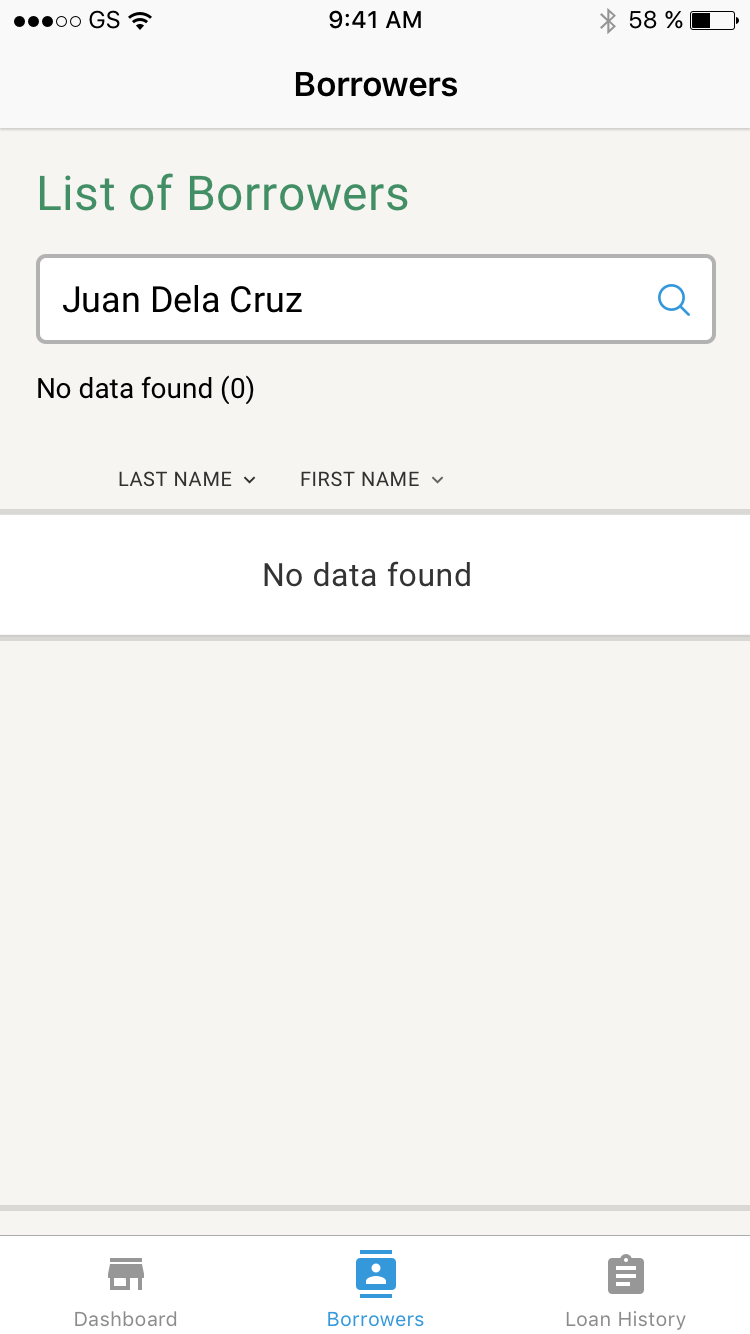 GS 9:41 AM 58 %
Borrowers
List of Borrowers
Juan Dela Cruz
No data found (0)
LAST NAME FIRST NAME
No data found
Dashboard Borrowers Loan History